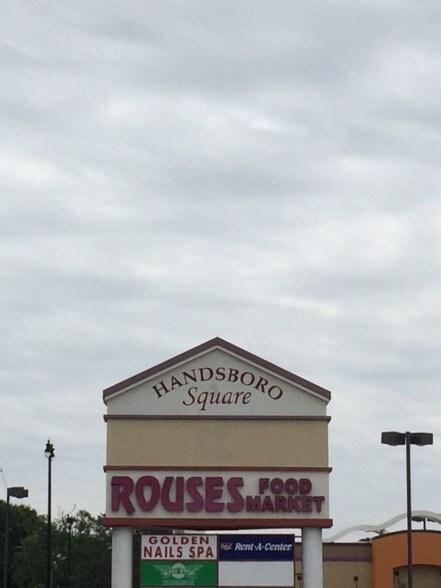 HANDSBORO
Square
ROUSES FOOD
MARKET
GOLDEN
NAILS SPA
Rent-A-Center